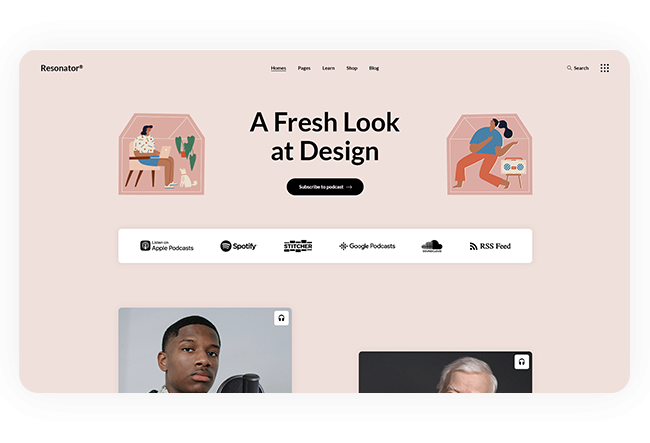 Resonator®
Homes Pages Learn Shop Blog
Search
A Fresh Look
at Design
Subscribe to podcast
Listen on
Apple Podcasts
Spotify
STITCHER
Google Podcasts
SOUNDCLOUD
RSS Feed